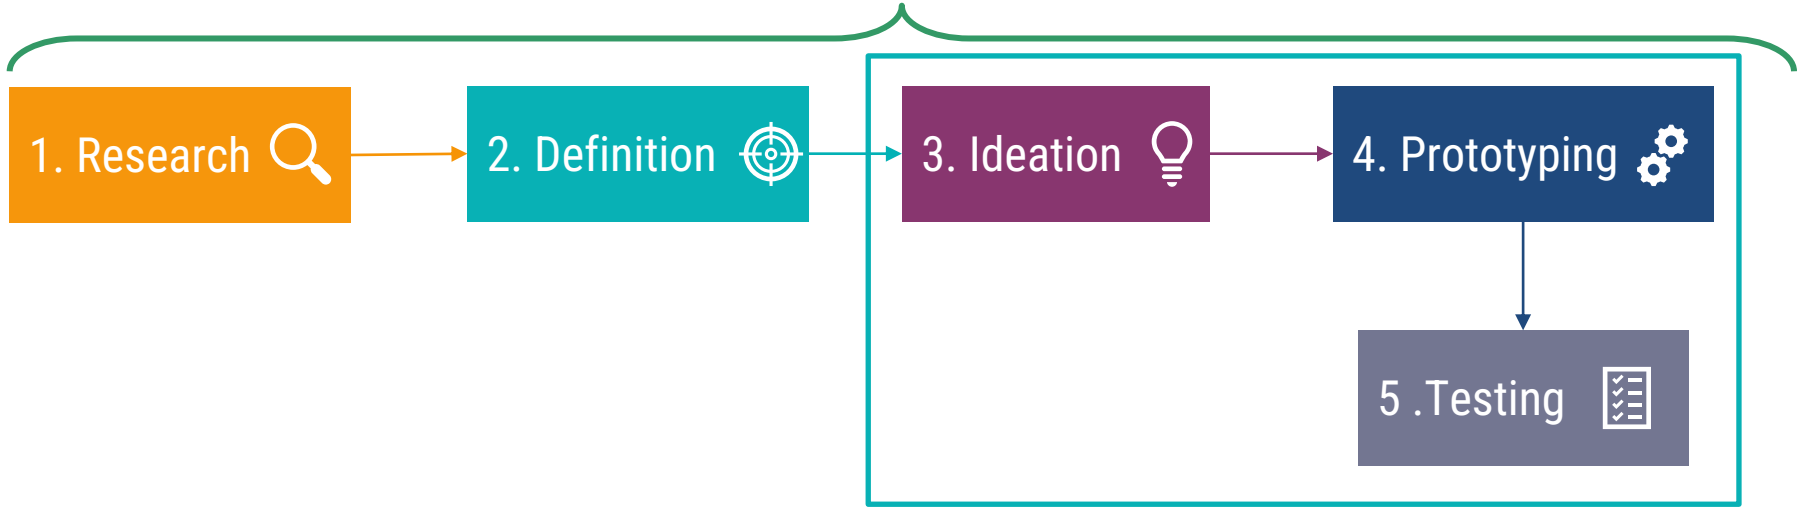 1. Research
2. Definition
3. Ideation
4. Prototyping
5 .Testing